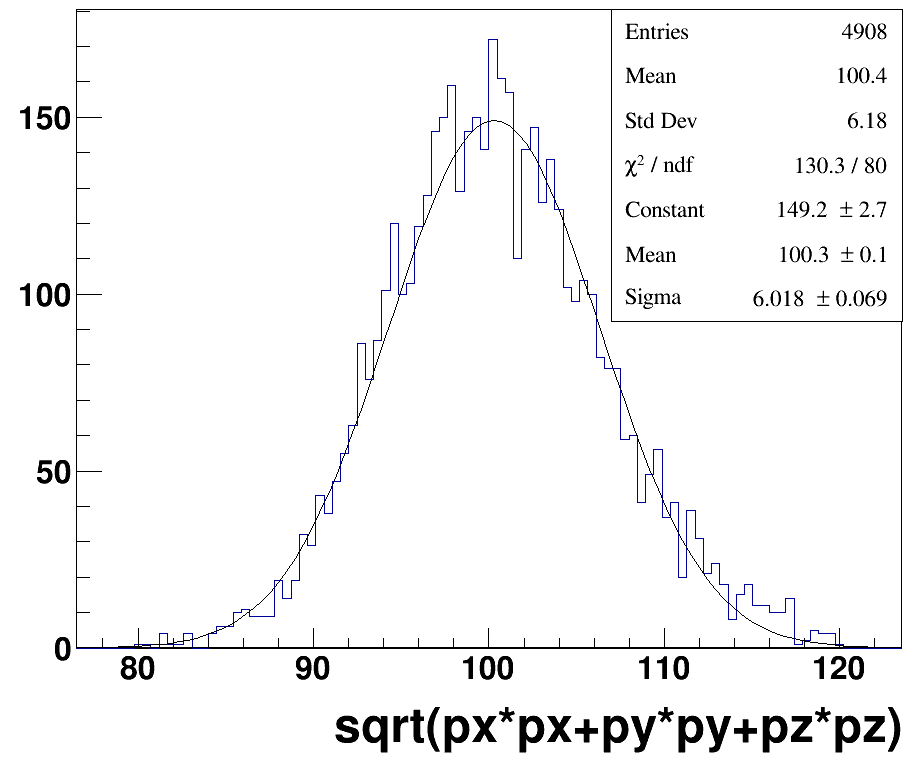 Entries 4908
Mean 100.4
Std Dev 6.18
χ² / ndf 130.3 / 80
Constant 149.2 ± 2.7
Mean 100.3 ± 0.1
Sigma 6.018 ± 0.069
150
100
50
0
80 90 100 110 120
sqrt(px*px+py*py+pz*pz)